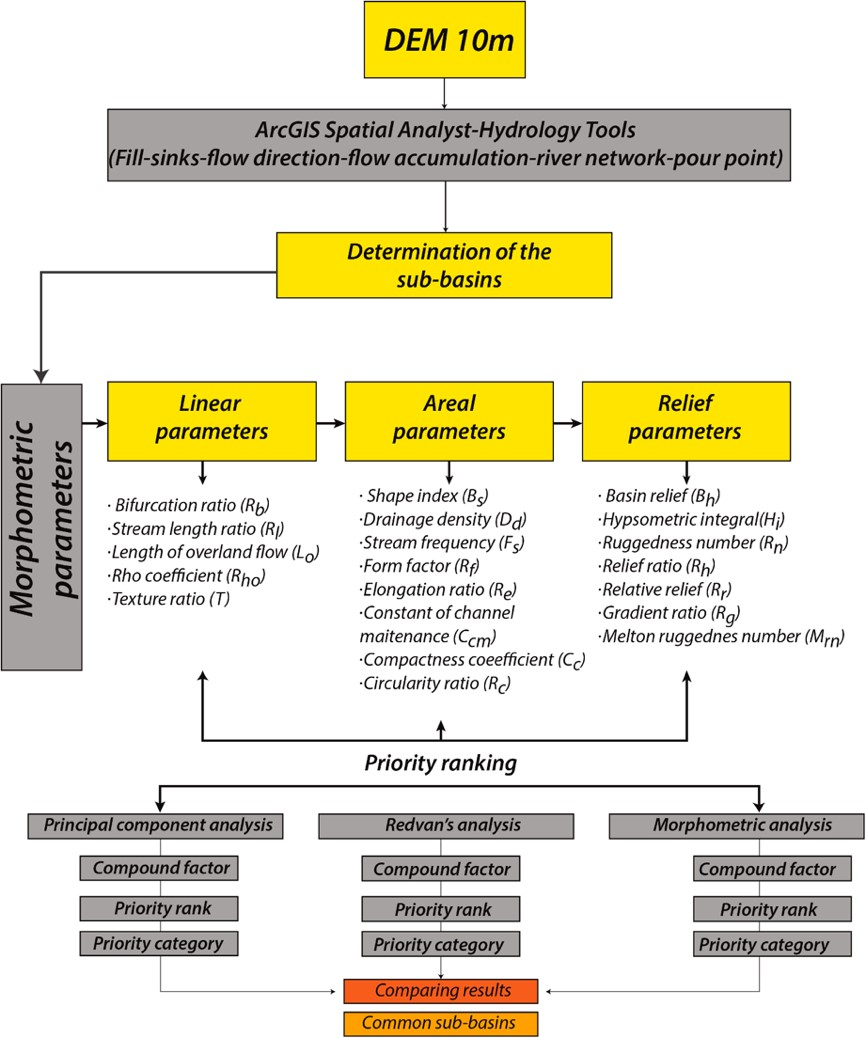 DEM 10m
ArcGIS Spatial Analyst-Hydrology Tools
(Fill-sinks-flow direction-flow accumulation-river network-pour point)
Determination of the
sub-basins
Morphometric
parameters
Linear
parameters
· Bifurcation ratio (Rb)
·Stream length ratio (Rl)
·Length of overland flow (Lo)
·Rho coefficient (Rho)
·Texture ratio (T)
Areal
parameters
· Shape index (Bs)
·Drainage density (Dd)
·Stream frequency (Fs)
·Form factor (Rf)
·Elongation ratio (Re)
·Constant of channel
maitenance (Ccm)
·Compactness coeefficient (Cc)
·Circularity ratio (Rc)
Relief
parameters
· Basin relief (Bh)
·Hypsometric integral(Hi)
·Ruggedness number (Rn)
·Relief ratio (Rh)
·Relative relief (Rr)
·Gradient ratio (Rg)
·Melton ruggednes number (Mrn)
Priority ranking
Principal component analysis
Compound factor
Priority rank
Priority category
Redvan's analysis
Compound factor
Priority rank
Priority category
Morphometric analysis
Compound factor
Priority rank
Priority category
Comparing results
Common sub-basins